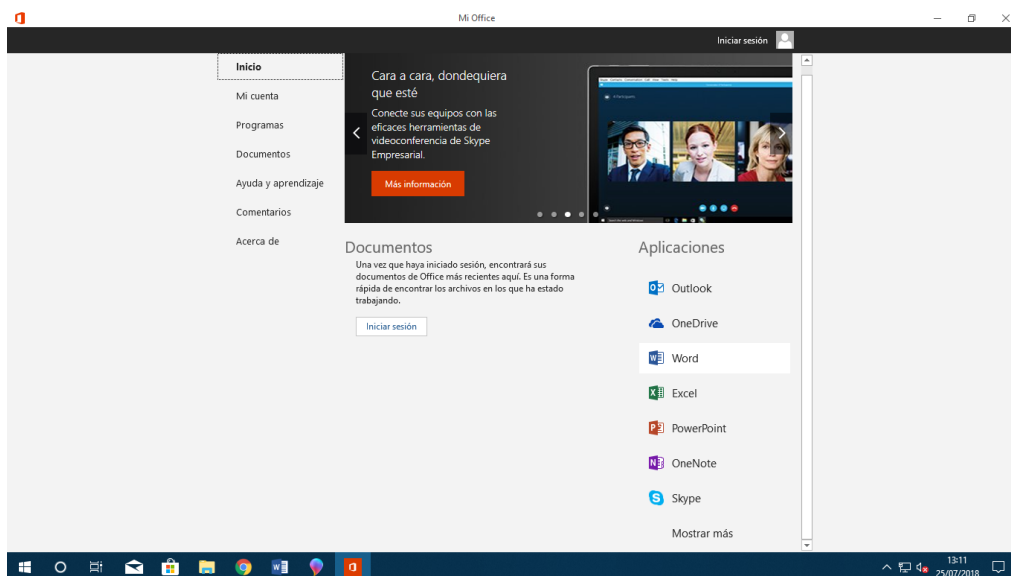 Mi Office
Iniciar sesión
Inicio
Mi cuenta
Programas
Documentos
Ayuda y aprendizaje
Comentarios
Acerca de
Cara a cara, dondequiera
que esté
Conecte sus equipos con las
eficaces herramientas de
videoconferencia de Skype
Empresarial.
Más información
Documentos
Una vez que haya iniciado sesión, encontrará sus
documentos de Office más recientes aquí. Es una forma
rápida de encontrar los archivos en los que ha estado
trabajando.
Iniciar sesión
Aplicaciones
Outlook
OneDrive
Word
Excel
PowerPoint
OneNote
Skype
Mostrar más
13:11
25/07/2018